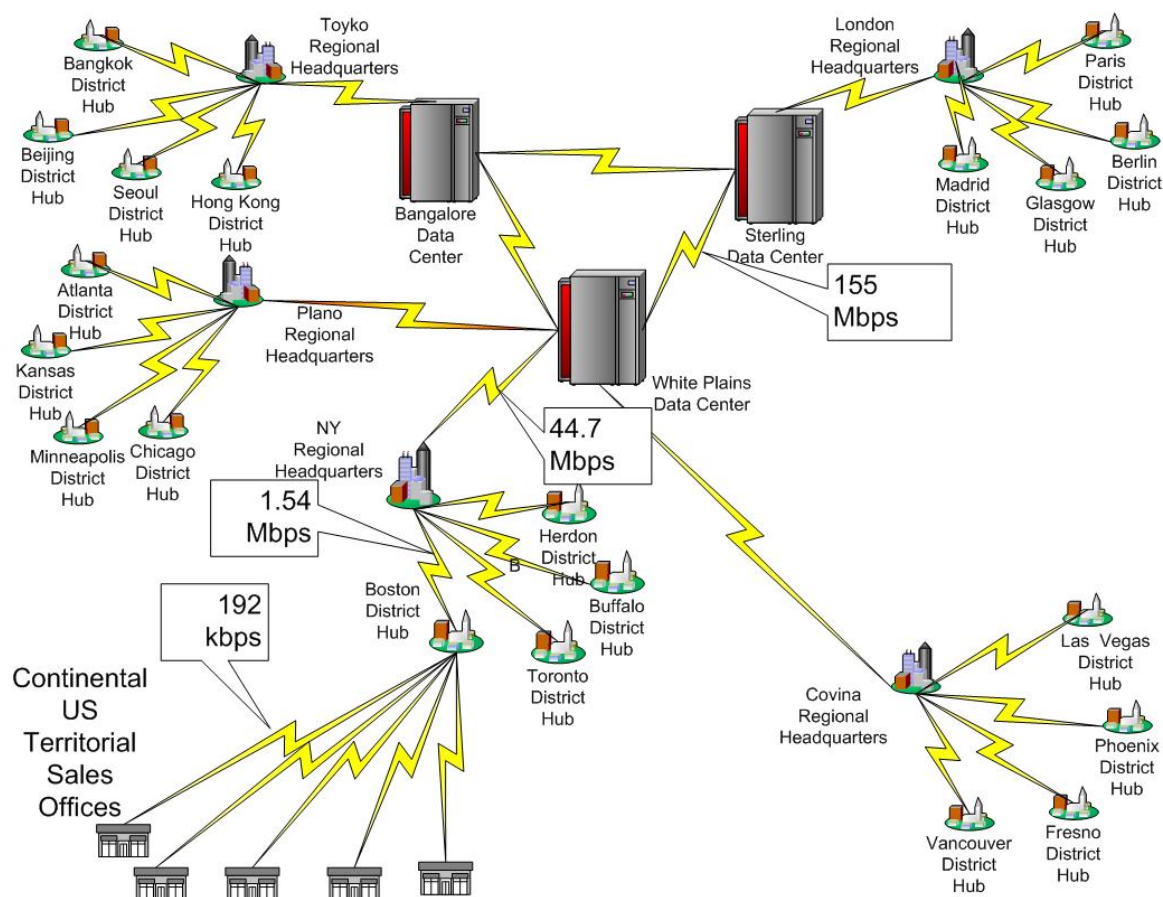 Toyko
Regional
Headquarters
Bangkok
District
Hub
Beijing
District
Hub
Seoul
District
Hub
Hong Kong
District
Hub
Bangalore
Data
Center
London
Regional
Headquarters
Paris
District
Hub
Berlin
District
Hub
Madrid
District
Hub
Glasgow
District
Hub
Sterling
Data Center
155
Mbps
Atlanta
District
Hub
Plano
Regional
Headquarters
Kansas
District
Hub
Minneapolis
District
Hub
Chicago
District
Hub
White Plains
Data Center
44.7
Mbps
NY
Regional
Headquarters
1.54
Mbps
Herdon
District
Hub
B
Buffalo
District
Hub
Boston
District
Hub
Toronto
District
Hub
192
kbps
Continental
US
Territorial
Sales
Offices
Covina
Regional
Headquarters
Las Vegas
District
Hub
Phoenix
District
Hub
Fresno
District
Hub
Vancouver
District
Hub